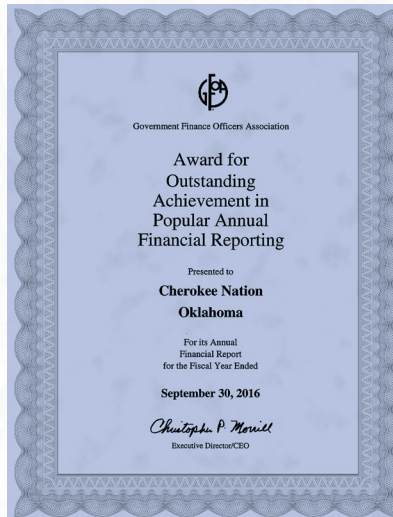 Government Finance Officers Association
Award for
Outstanding
Achievement in
Popular Annual
Financial Reporting
Presented to
Cherokee Nation
Oklahoma
For its Annual
Financial Report
for the Fiscal Year Ended
September 30, 2016
Christopher P. Morrill
Executive Director/CEO